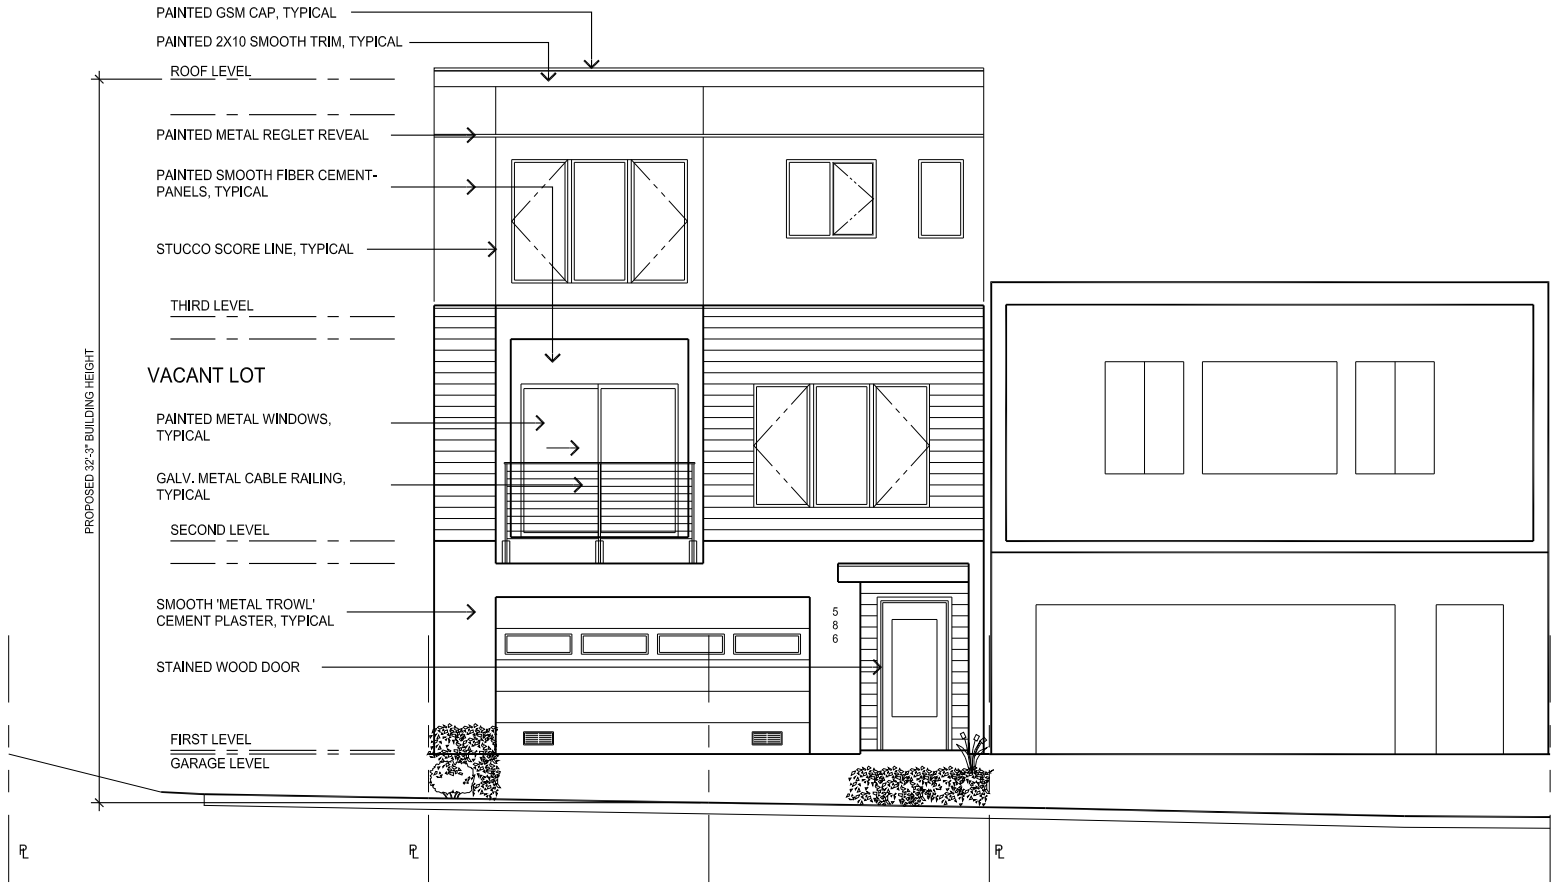 PAINTED GSM CAP, TYPICAL
PAINTED 2X10 SMOOTH TRIM, TYPICAL
ROOF LEVEL
PAINTED METAL REGLET REVEAL
PAINTED SMOOTH FIBER CEMENT-
PANELS, TYPICAL
STUCCO SCORE LINE, TYPICAL
THIRD LEVEL
PROPOSED 32'-3" BUILDING HEIGHT
VACANT LOT
PAINTED METAL WINDOWS,
TYPICAL
GALV. METAL CABLE RAILING,
TYPICAL
SECOND LEVEL
SMOOTH 'METAL TROWL'
CEMENT PLASTER, TYPICAL
5
8
6
STAINED WOOD DOOR
FIRST LEVEL
GARAGE LEVEL
PL
PL
PL